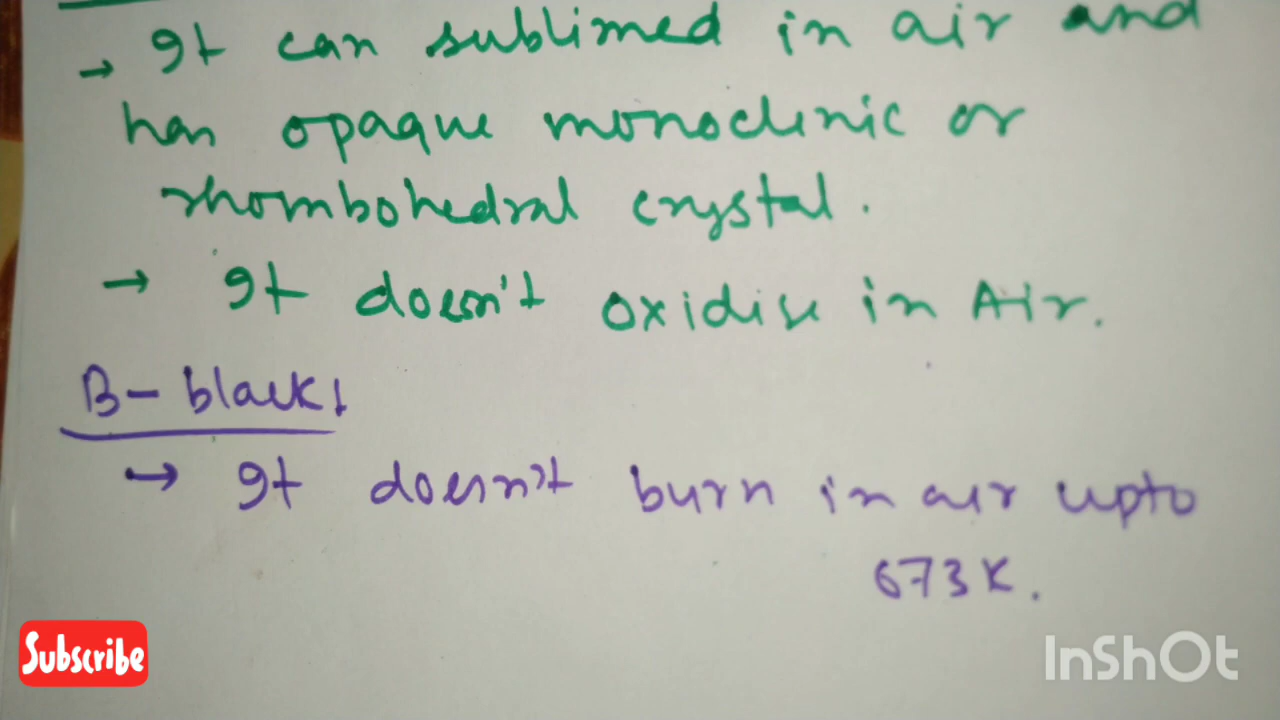 → It can sublimed in air and
has opaque monoclinic or
rhombohedral crystal.
→ It doesn't oxidise in Air.
B- black:
→ It doesn't burn in air upto
673K.
Subscribe
InShOt